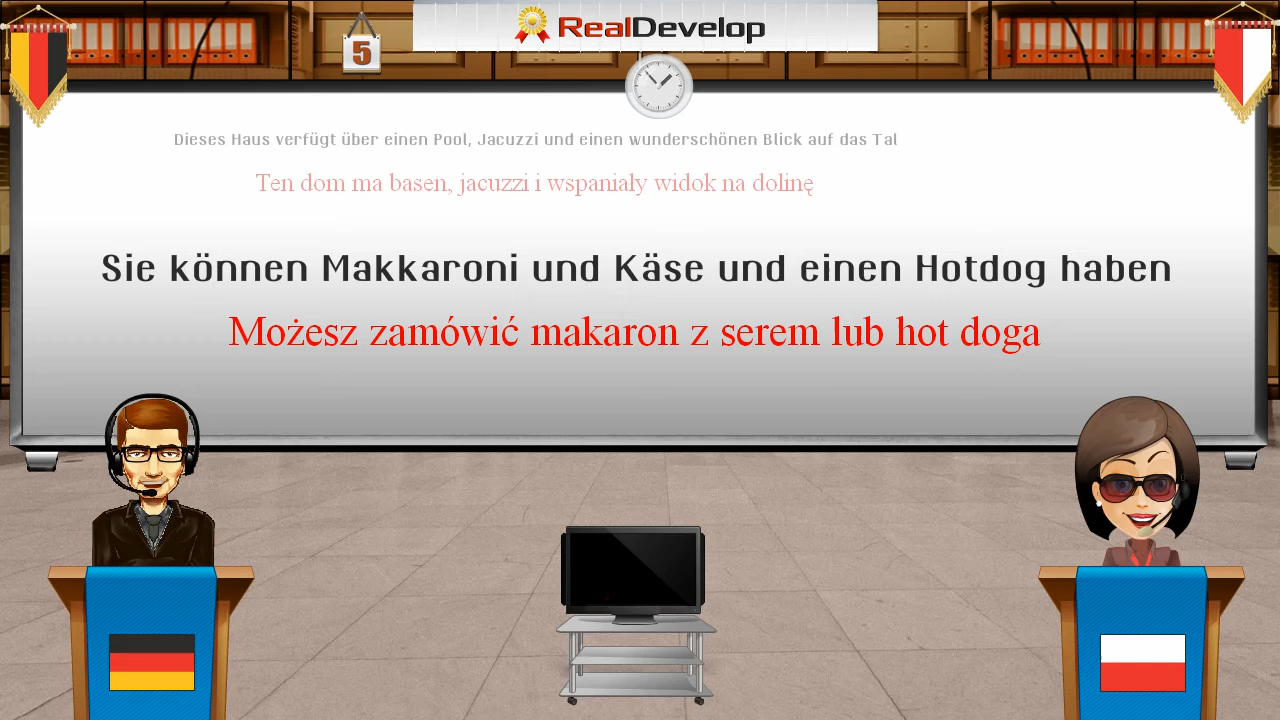 RealDevelop
5
Dieses Haus verfügt über einen Pool, Jacuzzi und einen wunderschönen Blick auf das Tal
Ten dom ma basen, jacuzzi i wspaniały widok na dolinę
Sie können Makkaroni und Käse und einen Hotdog haben
Możesz zamówić makaron z serem lub hot doga